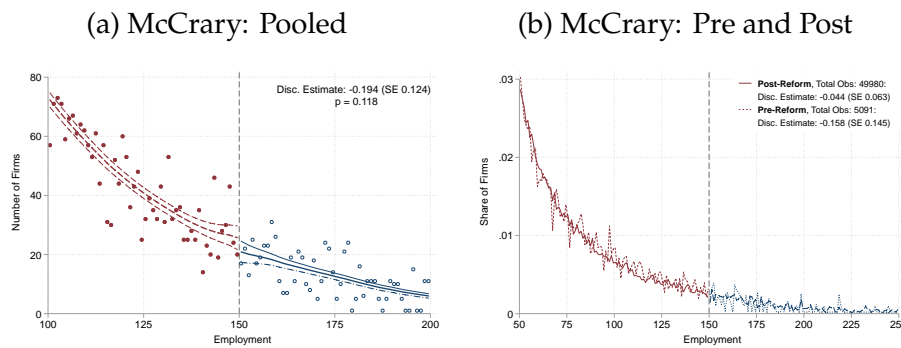 (a) McCrary: Pooled
80
60
40
20
0
Number of Firms
100
125
150
175
200
Employment
Disc. Estimate: -0.194 (SE 0.124)
p = 0.118
(b) McCrary: Pre and Post
.03
.02
.01
0
Share of Firms
50
75
100
125
150
175
200
225
250
Employment
Post-Reform, Total Obs: 49980:
Disc. Estimate: -0.044 (SE 0.063)
Pre-Reform, Total Obs: 5091:
Disc. Estimate: -0.158 (SE 0.145)